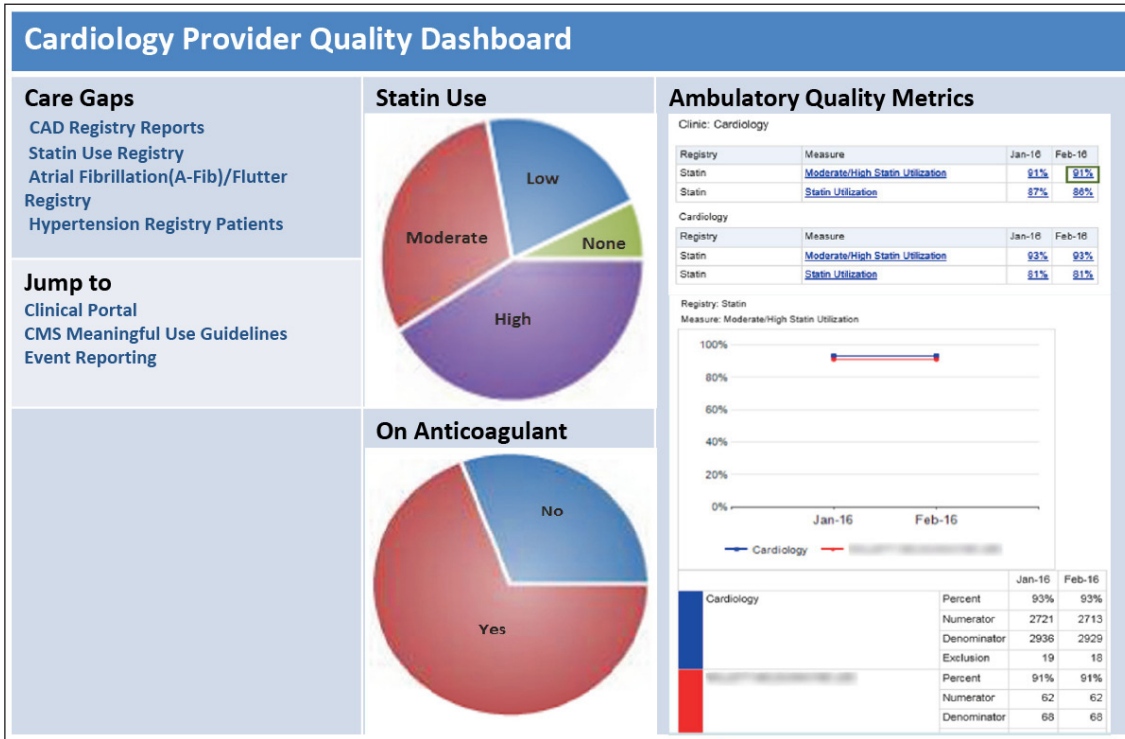 Cardiology Provider Quality Dashboard
Care Gaps
CAD Registry Reports
Statin Use Registry
Atrial Fibrillation(A-Fib)/Flutter
Registry
Hypertension Registry Patients
Jump to
Clinical Portal
CMS Meaningful Use Guidelines
Event Reporting
Statin Use
Low
None
Moderate
High
On Anticoagulant
No
Yes
Ambulatory Quality Metrics
Clinic: Cardiology
Registry Measure Jan-16 Feb-16
Statin Moderate/High Statin Utilization 91% 91%
Statin Statin Utilization 87% 86%
Cardiology
Registry Measure Jan-16 Feb-16
Statin Moderate/High Statin Utilization 93% 93%
Statin Statin Utilization 81% 81%
Registry: Statin
Measure: Moderate/High Statin Utilization
100%
80%
60%
40%
20%
0%
Jan-16 Feb-16
Cardiology
Jan-16 Feb-16
Cardiology Percent 93% 93%
Numerator 2721 2713
Denominator 2936 2929
Exclusion 19 18
Percent 91% 91%
Numerator 62 62
Denominator 68 68